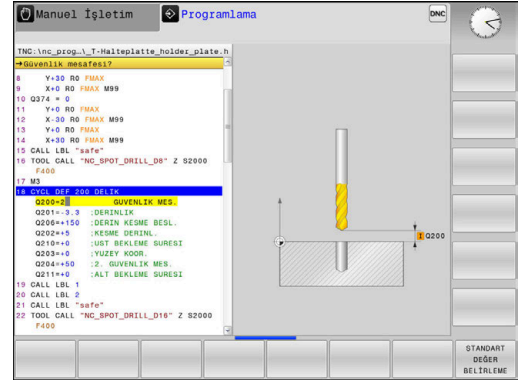 Manuel İşletim
Programlama
DNC
TNC:\nc_prog…\_T-Halteplatte_holder_plate.h
→Güvenlik mesafesi?
8 Y+30 R0 FMAX
9 X+0 R0 FMAX M99
10 Q374 = 0
11 Y+0 R0 FMAX
12 X-30 R0 FMAX M99
13 Y+0 R0 FMAX
14 X+30 R0 FMAX M99
15 CALL LBL "safe"
16 TOOL CALL "NC_SPOT_DRILL_D8" Z S2000
F400
17 M3
18 CYCL DEF 200 DELIK
Q200=2 GUVENLIK MES.
Q201=-3.3 ;DERINLIK
Q206=+150 ;DERIN KESME BESL.
Q202=+5 ;KESME DERINL.
Q210=+0 ;UST BEKLEME SURESI
Q203=+0 ;YUZEY KOOR.
Q204=+50 ;2. GUVENLIK MES.
Q211=+0 ;ALT BEKLEME SURESI
19 CALL LBL 1
20 CALL LBL 2
21 CALL LBL "safe"
22 TOOL CALL "NC_SPOT_DRILL_D16" Z S2000
F400
I Q200
STANDART
DEĞER
BELİRLEME